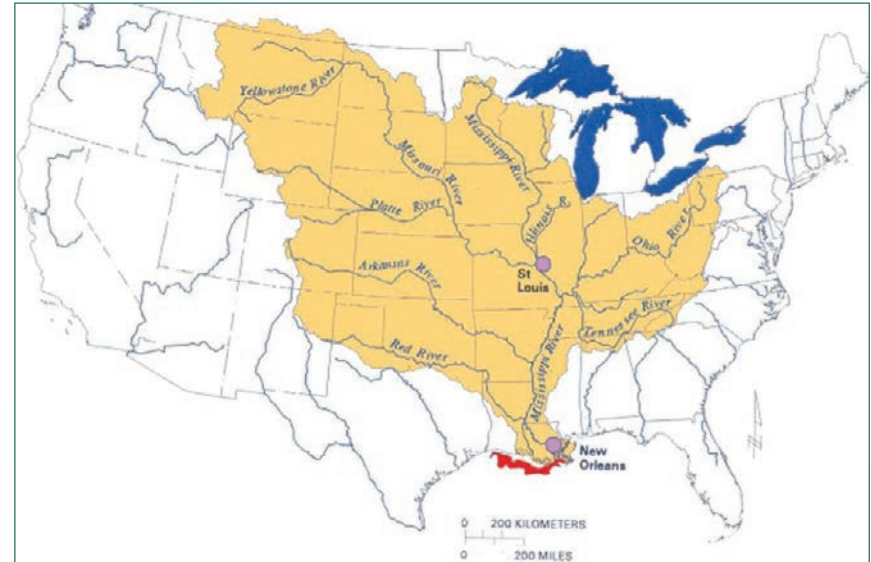 Yellowstone River
Missouri River
Mississippi River
Platte River
Illinois R.
Ohio River
St
Louis
Arkansas River
Tennessee River
Red River
Mississippi River
New
Orleans
0 200 KILOMETERS
0 200 MILES